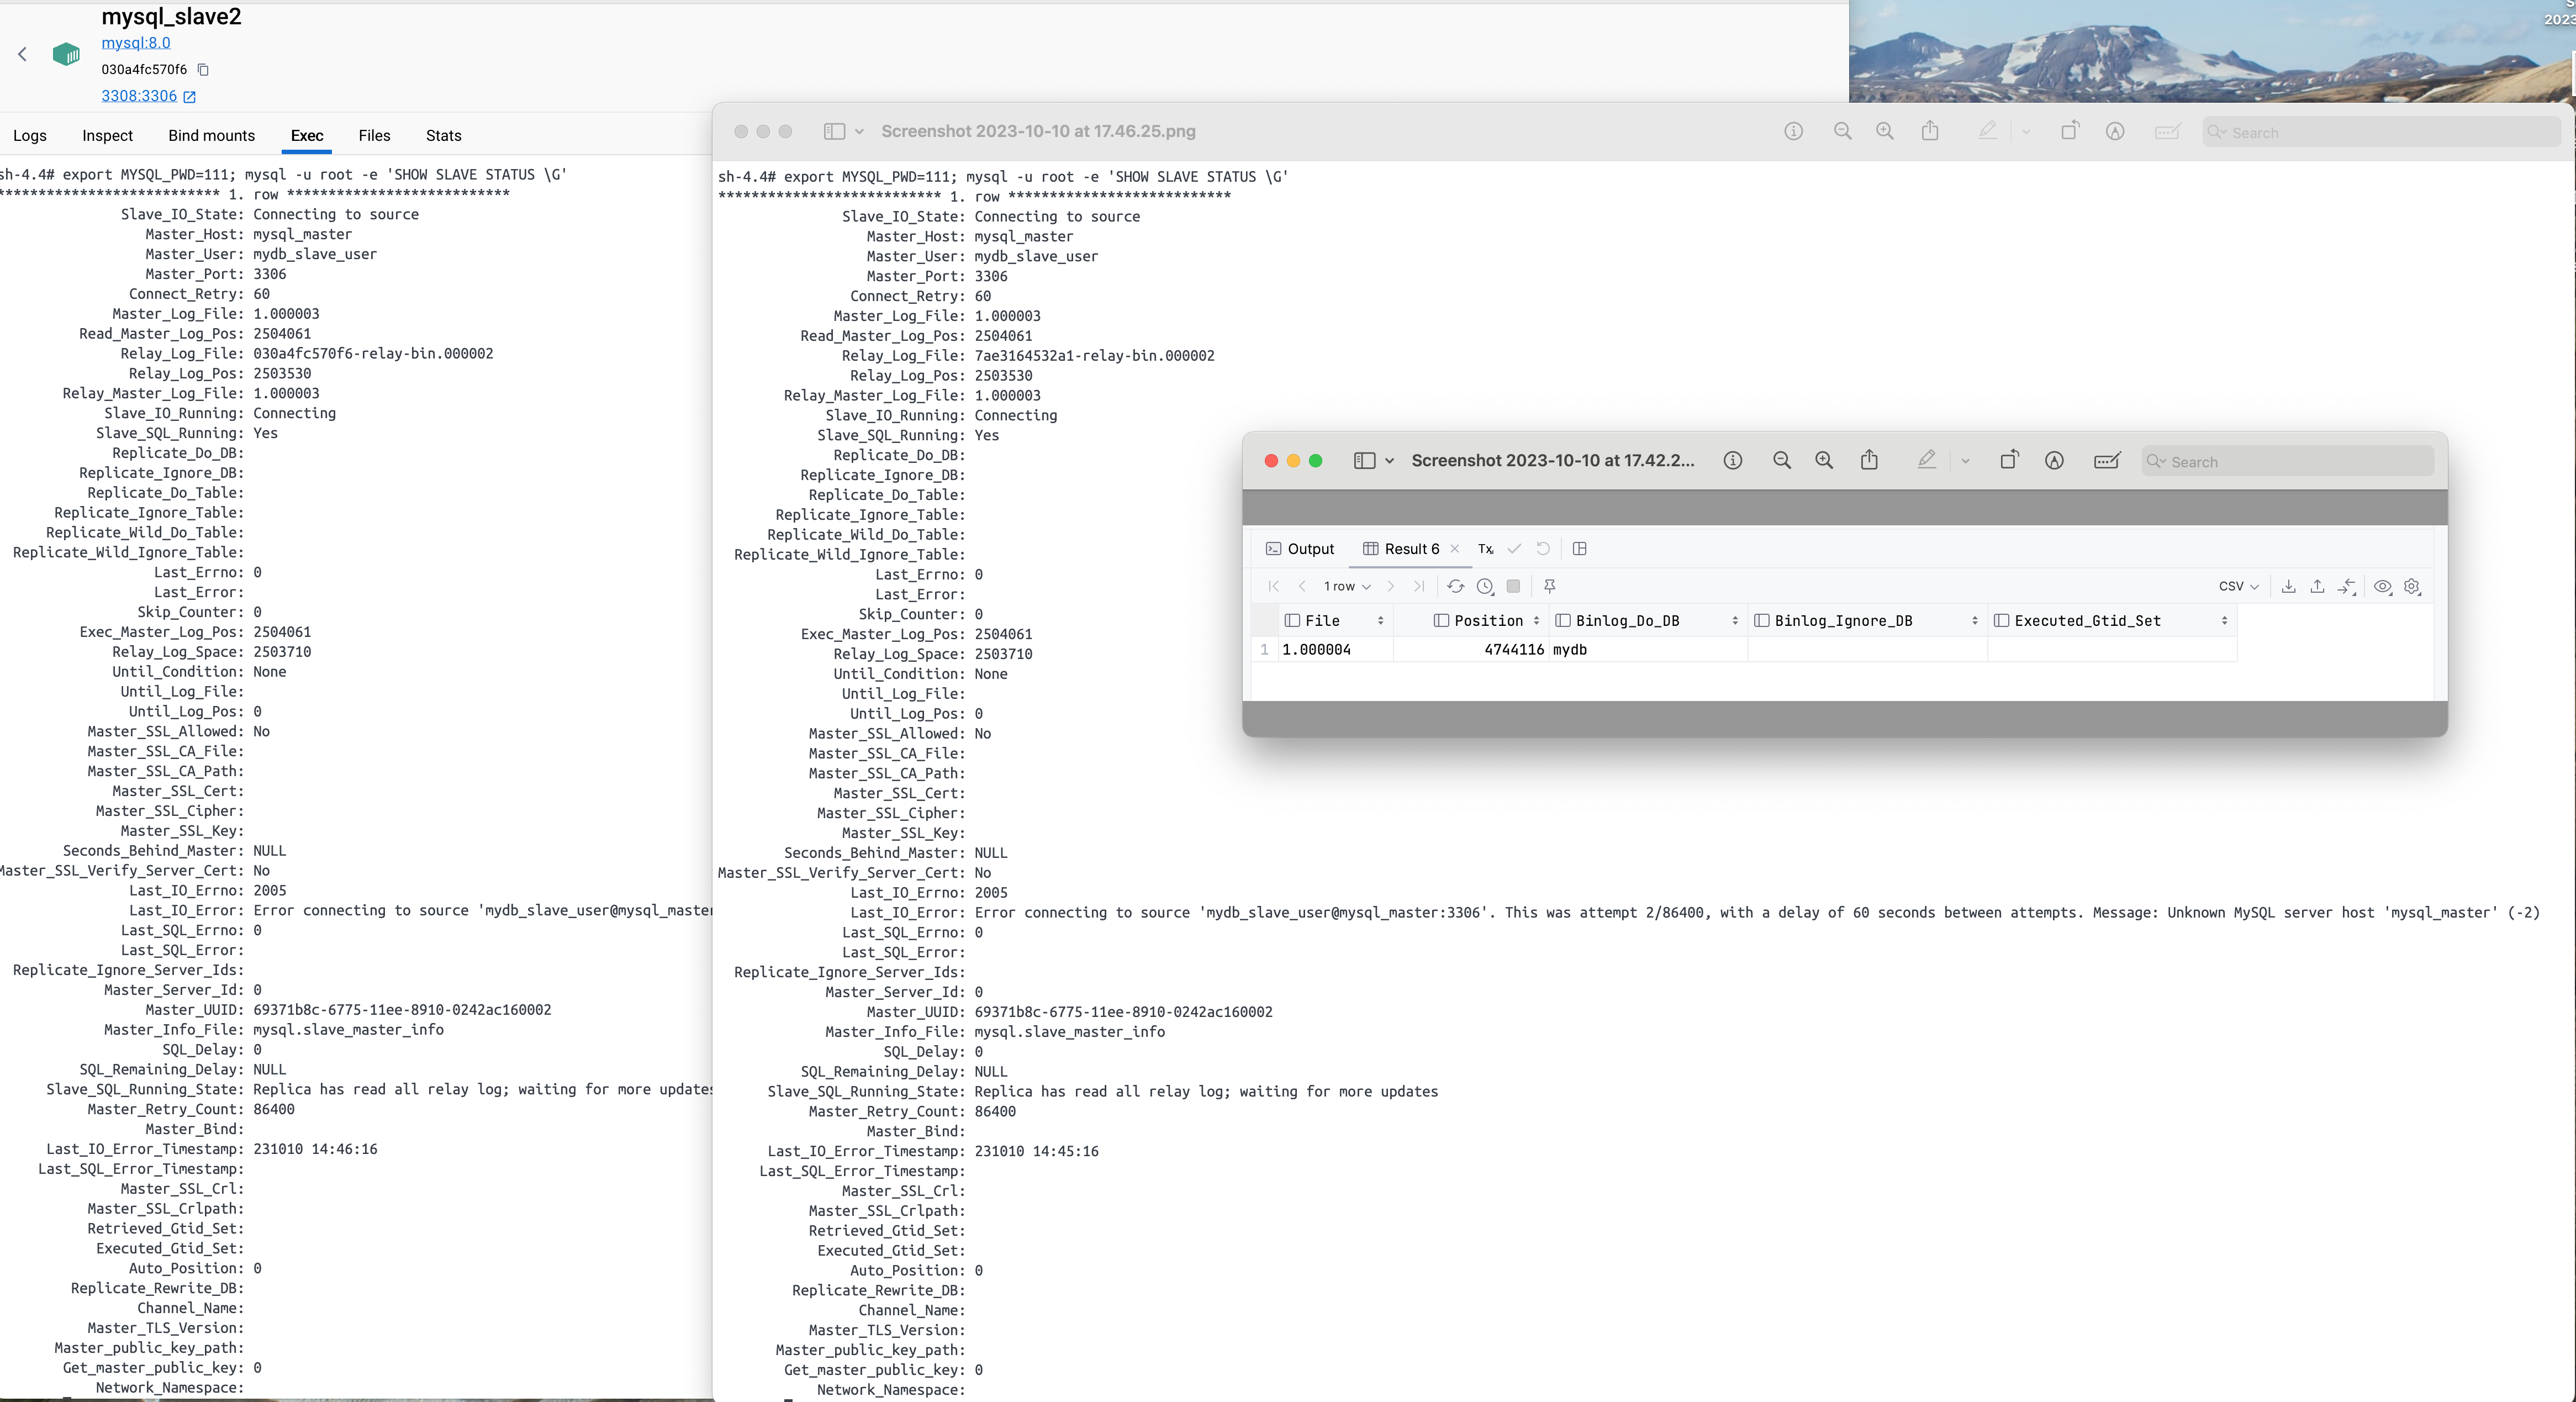 mysql_slave2
mysql:8.0
030a4fc570f6
3308:3306
Logs Inspect Bind mounts Exec Files Stats
sh-4.4# export MYSQL_PWD=111; mysql -u root -e 'SHOW SLAVE STATUS \G'
*************************** 1. row ***************************
Slave_IO_State: Connecting to source
Master_Host: mysql_master
Master_User: mydb_slave_user
Master_Port: 3306
Connect_Retry: 60
Master_Log_File: 1.000003
Read_Master_Log_Pos: 2504061
Relay_Log_File: 030a4fc570f6-relay-bin.000002
Relay_Log_Pos: 2503530
Relay_Master_Log_File: 1.000003
Slave_IO_Running: Connecting
Slave_SQL_Running: Yes
Replicate_Do_DB:
Replicate_Ignore_DB:
Replicate_Do_Table:
Replicate_Ignore_Table:
Replicate_Wild_Do_Table:
Replicate_Wild_Ignore_Table:
Last_Errno: 0
Last_Error:
Skip_Counter: 0
Exec_Master_Log_Pos: 2504061
Relay_Log_Space: 2503710
Until_Condition: None
Until_Log_File:
Until_Log_Pos: 0
Master_SSL_Allowed: No
Master_SSL_CA_File:
Master_SSL_CA_Path:
Master_SSL_Cert:
Master_SSL_Cipher:
Master_SSL_Key:
Seconds_Behind_Master: NULL
Master_SSL_Verify_Server_Cert: No
Last_IO_Errno: 2005
Last_IO_Error: Error connecting to source 'mydb_slave_user@mysql_master
Last_SQL_Errno: 0
Last_SQL_Error:
Replicate_Ignore_Server_Ids:
Master_Server_Id: 0
Master_UUID: 69371b8c-6775-11ee-8910-0242ac160002
Master_Info_File: mysql.slave_master_info
SQL_Delay: 0
SQL_Remaining_Delay: NULL
Slave_SQL_Running_State: Replica has read all relay log; waiting for more updates
Master_Retry_Count: 86400
Master_Bind:
Last_IO_Error_Timestamp: 231010 14:46:16
Last_SQL_Error_Timestamp:
Master_SSL_Crl:
Master_SSL_Crlpath:
Retrieved_Gtid_Set:
Executed_Gtid_Set:
Auto_Position: 0
Replicate_Rewrite_DB:
Channel_Name:
Master_TLS_Version:
Master_public_key_path:
Get_master_public_key: 0
Network_Namespace:
Screenshot 2023-10-10 at 17.46.25.png
Search
sh-4.4# export MYSQL_PWD=111; mysql -u root -e 'SHOW SLAVE STATUS \G'
*************************** 1. row ***************************
Slave_IO_State: Connecting to source
Master_Host: mysql_master
Master_User: mydb_slave_user
Master_Port: 3306
Connect_Retry: 60
Master_Log_File: 1.000003
Read_Master_Log_Pos: 2504061
Relay_Log_File: 7ae3164532a1-relay-bin.000002
Relay_Log_Pos: 2503530
Relay_Master_Log_File: 1.000003
Slave_IO_Running: Connecting
Slave_SQL_Running: Yes
Replicate_Do_DB:
Replicate_Ignore_DB:
Replicate_Do_Table:
Replicate_Ignore_Table:
Replicate_Wild_Do_Table:
Replicate_Wild_Ignore_Table:
Last_Errno: 0
Last_Error:
Skip_Counter: 0
Exec_Master_Log_Pos: 2504061
Relay_Log_Space: 2503710
Until_Condition: None
Until_Log_File:
Until_Log_Pos: 0
Master_SSL_Allowed: No
Master_SSL_CA_File:
Master_SSL_CA_Path:
Master_SSL_Cert:
Master_SSL_Cipher:
Master_SSL_Key:
Seconds_Behind_Master: NULL
Master_SSL_Verify_Server_Cert: No
Last_IO_Errno: 2005
Last_IO_Error: Error connecting to source 'mydb_slave_user@mysql_master:3306'. This was attempt 2/86400, with a delay of 60 seconds between attempts. Message: Unknown MySQL server host 'mysql_master' (-2)
Last_SQL_Errno: 0
Last_SQL_Error:
Replicate_Ignore_Server_Ids:
Master_Server_Id: 0
Master_UUID: 69371b8c-6775-11ee-8910-0242ac160002
Master_Info_File: mysql.slave_master_info
SQL_Delay: 0
SQL_Remaining_Delay: NULL
Slave_SQL_Running_State: Replica has read all relay log; waiting for more updates
Master_Retry_Count: 86400
Master_Bind:
Last_IO_Error_Timestamp: 231010 14:45:16
Last_SQL_Error_Timestamp:
Master_SSL_Crl:
Master_SSL_Crlpath:
Retrieved_Gtid_Set:
Executed_Gtid_Set:
Auto_Position: 0
Replicate_Rewrite_DB:
Channel_Name:
Master_TLS_Version:
Master_public_key_path:
Get_master_public_key: 0
Network_Namespace:
Screenshot 2023-10-10 at 17.42.2...
Search
Output Result 6 Tx
1 row CSV
File Position Binlog_Do_DB Binlog_Ignore_DB Executed_Gtid_Set
1 1.000004 4744116 mydb